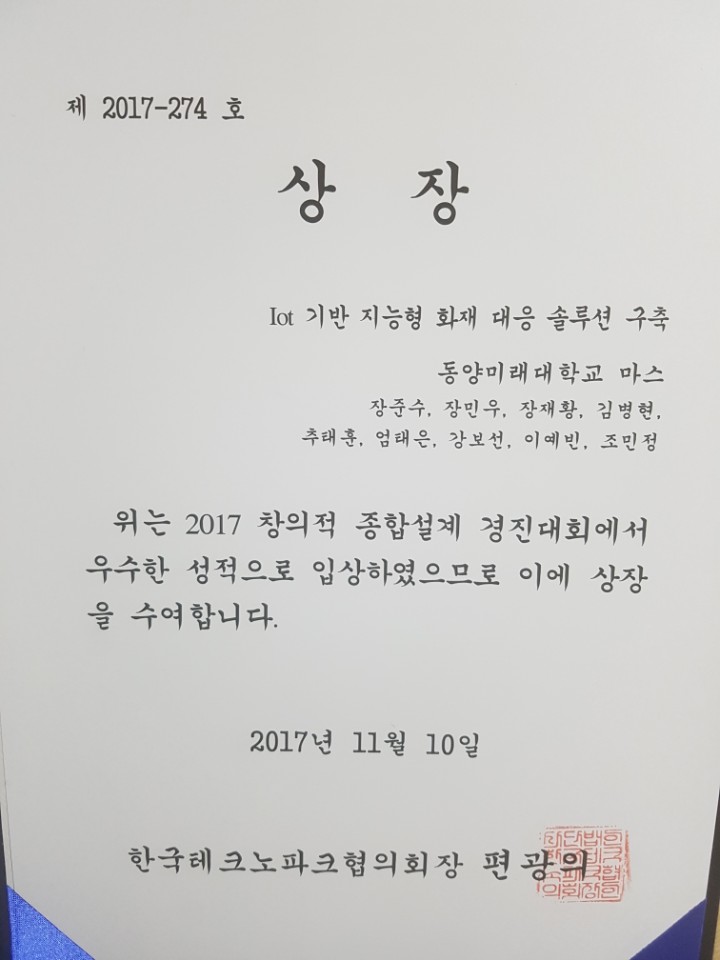 제 2017-274 호
상 장
Iot 기반 지능형 화재 대응 솔루션 구축
동양미래대학교 마스
장준수, 장민우, 장재황, 김병현,
추태훈, 엄태은, 강보선, 이예빈, 조민정
위는 2017 창의적 종합설계 경진대회에서
우수한 성적으로 입상하였으므로 이에 상장
을 수여합니다.
2017년 11월 10일
한국테크노파크협의회장 편광의